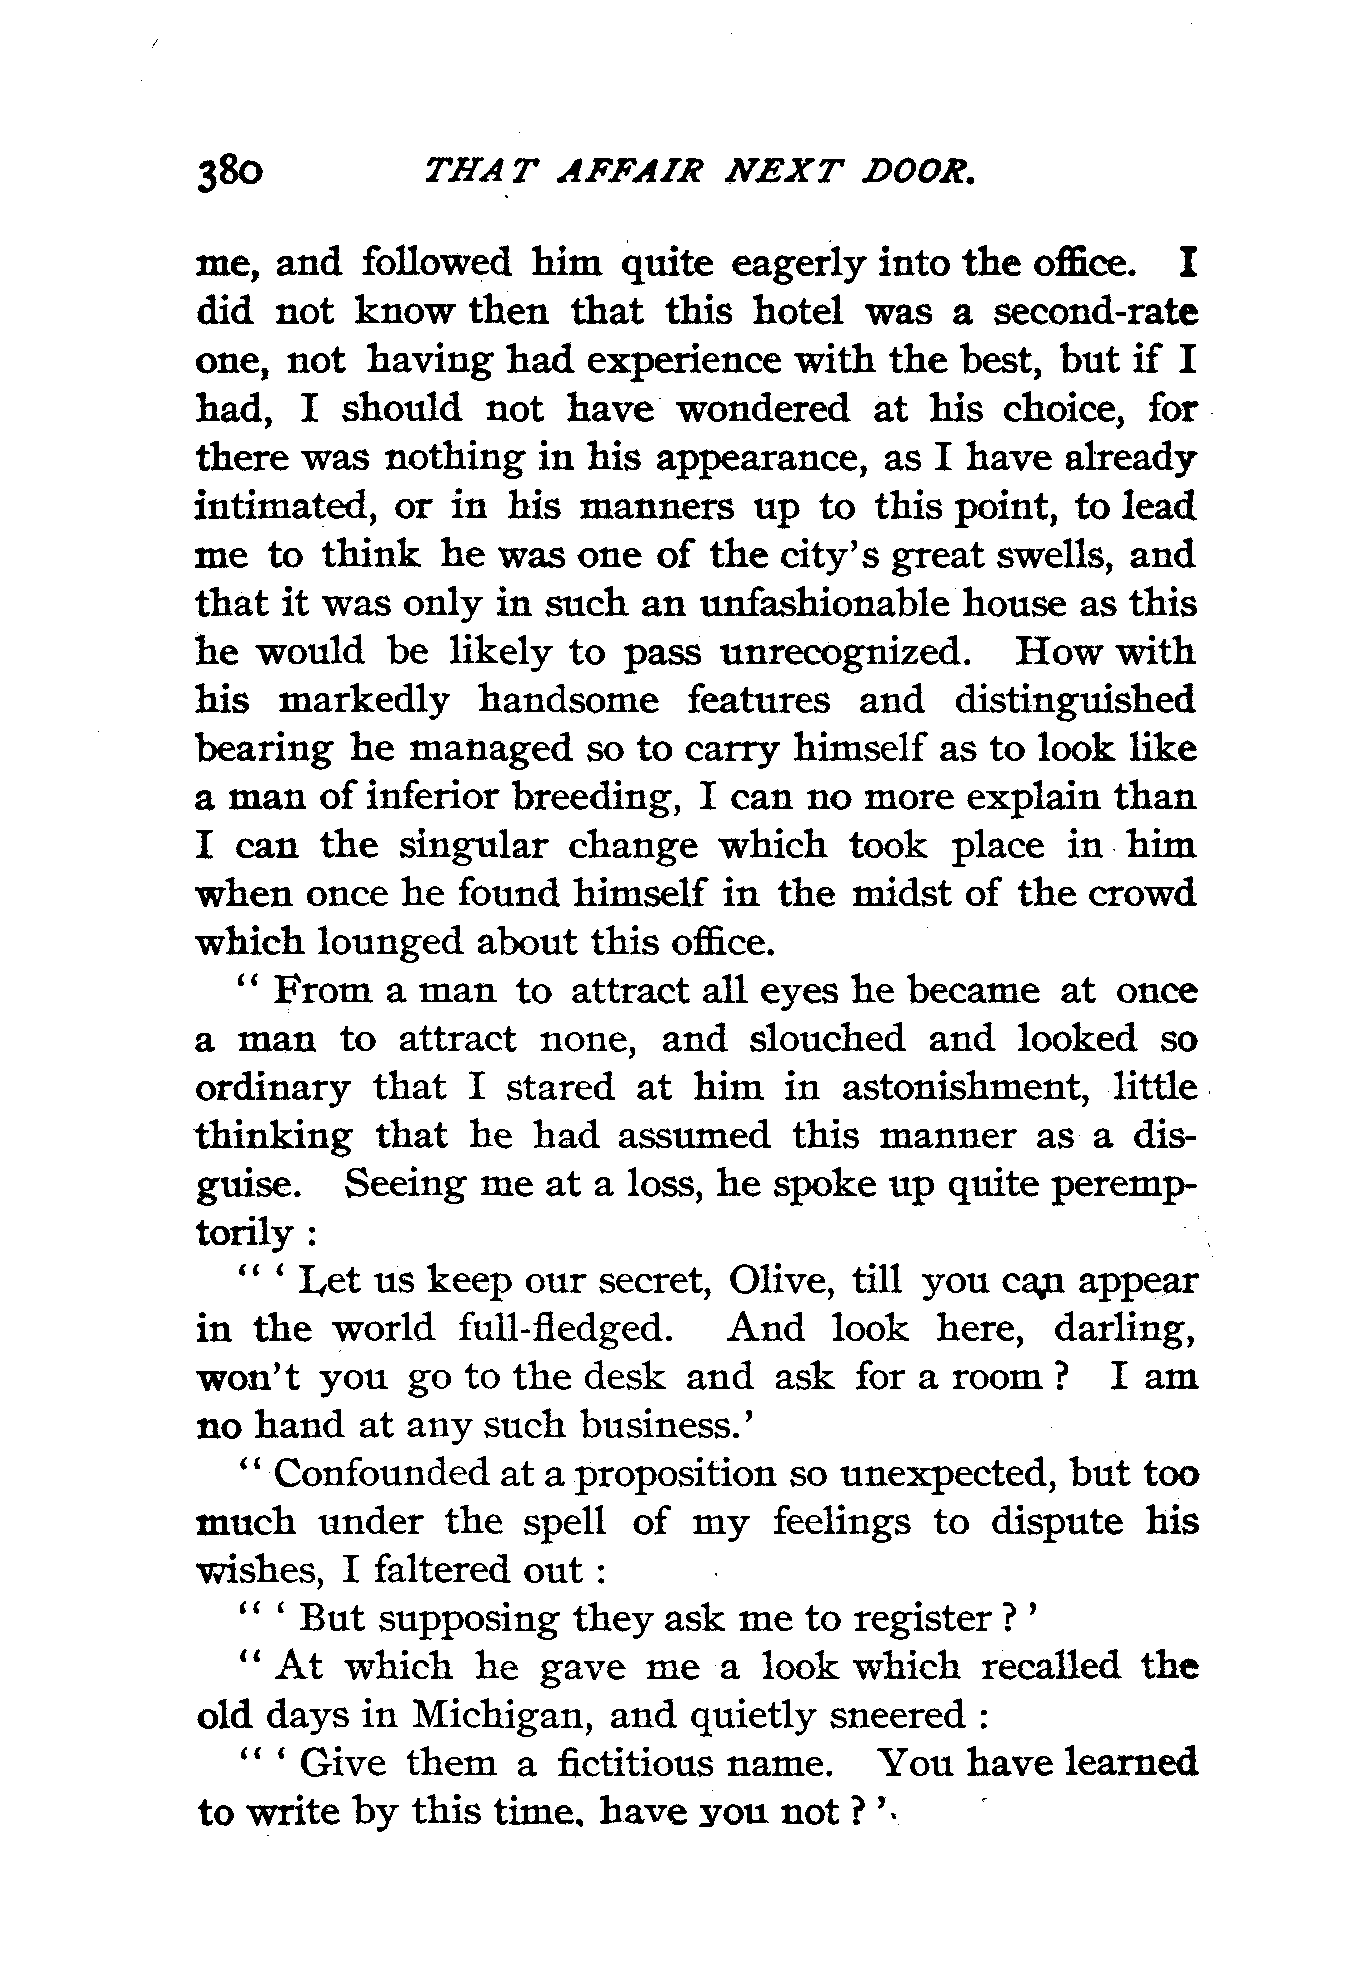 380 THAT AFFAIR NEXT DOOR.
me, and followed him quite eagerly into the office. I
did not know then that this hotel was a second-rate
one, not having had experience with the best, but if I
had, I should not have wondered at his choice, for
there was nothing in his appearance, as I have already
intimated, or in his manners up to this point, to lead
me to think he was one of the city's great swells, and
that it was only in such an unfashionable house as this
he would be likely to pass unrecognized. How with
his markedly handsome features and distinguished
bearing he managed so to carry himself as to look like
a man of inferior breeding, I can no more explain than
I can the singular change which took place in him
when once he found himself in the midst of the crowd
which lounged about this office.
“ From a man to attract all eyes he became at once
a man to attract none, and slouched and looked so
ordinary that I stared at him in astonishment, little
thinking that he had assumed this manner as a dis-
guise. Seeing me at a loss, he spoke up quite peremp-
torily :
“ ‘ Let us keep our secret, Olive, till you can appear
in the world full-fledged. And look here, darling,
won't you go to the desk and ask for a room ? I am
no hand at any such business.’
“ Confounded at a proposition so unexpected, but too
much under the spell of my feelings to dispute his
wishes, I faltered out :
“ ‘ But supposing they ask me to register ? ’
“ At which he gave me a look which recalled the
old days in Michigan, and quietly sneered :
“ ‘ Give them a fictitious name. You have learned
to write by this time, have you not ? ’